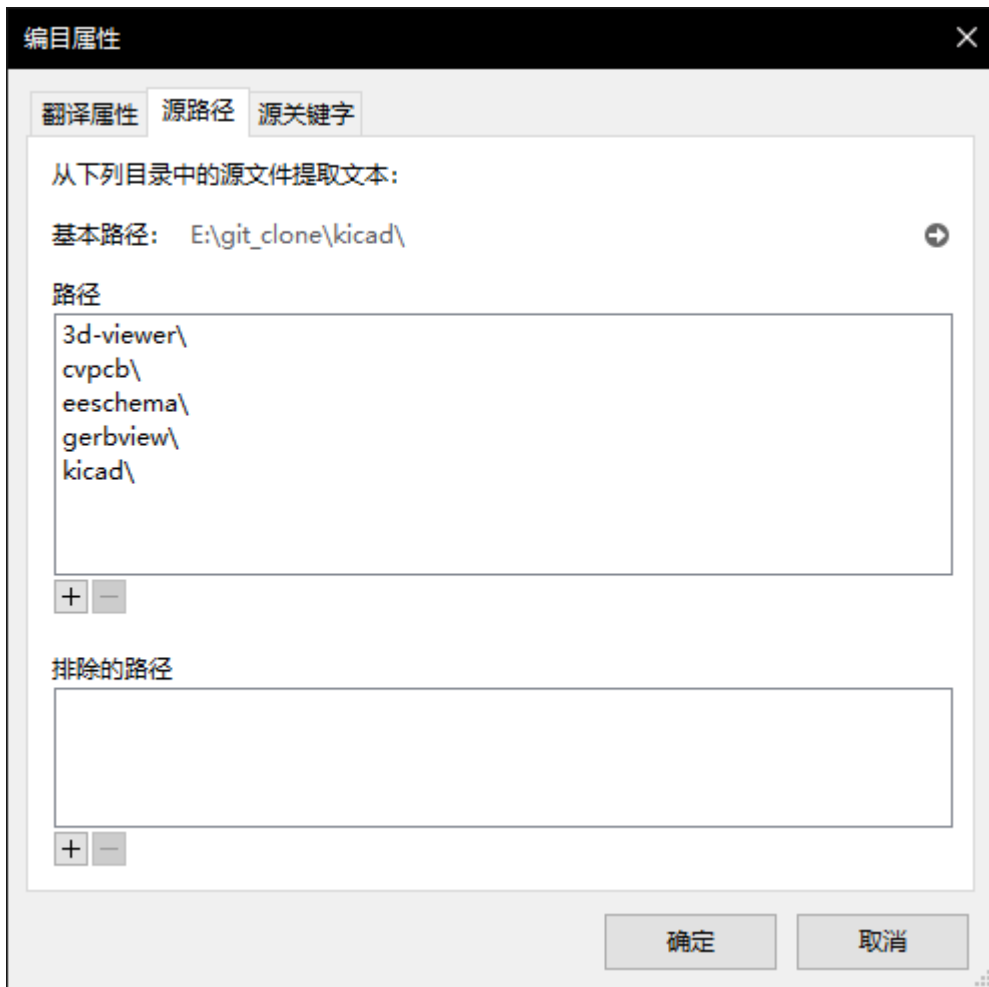 编目属性
翻译属性 源路径 源关键字
从下列目录中的源文件提取文本:
基本路径: E:\git_clone\kicad\
路径
3d-viewer\
cvpcb\
eeschema\
gerbview\
kicad\
排除的路径
确定 取消